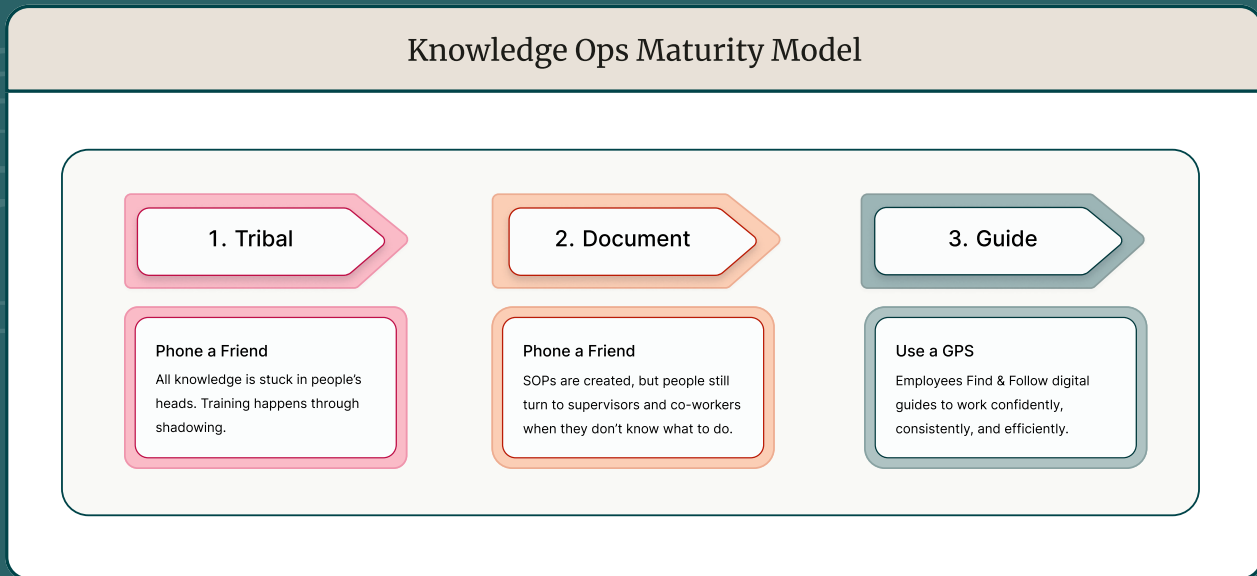 Knowledge Ops Maturity Model
1. Tribal
Phone a Friend
All knowledge is stuck in people’s
heads. Training happens through
shadowing.
2. Document
Phone a Friend
SOPs are created, but people still
turn to supervisors and co-workers
when they don’t know what to do.
3. Guide
Use a GPS
Employees Find & Follow digital
guides to work confidently,
consistently, and efficiently.